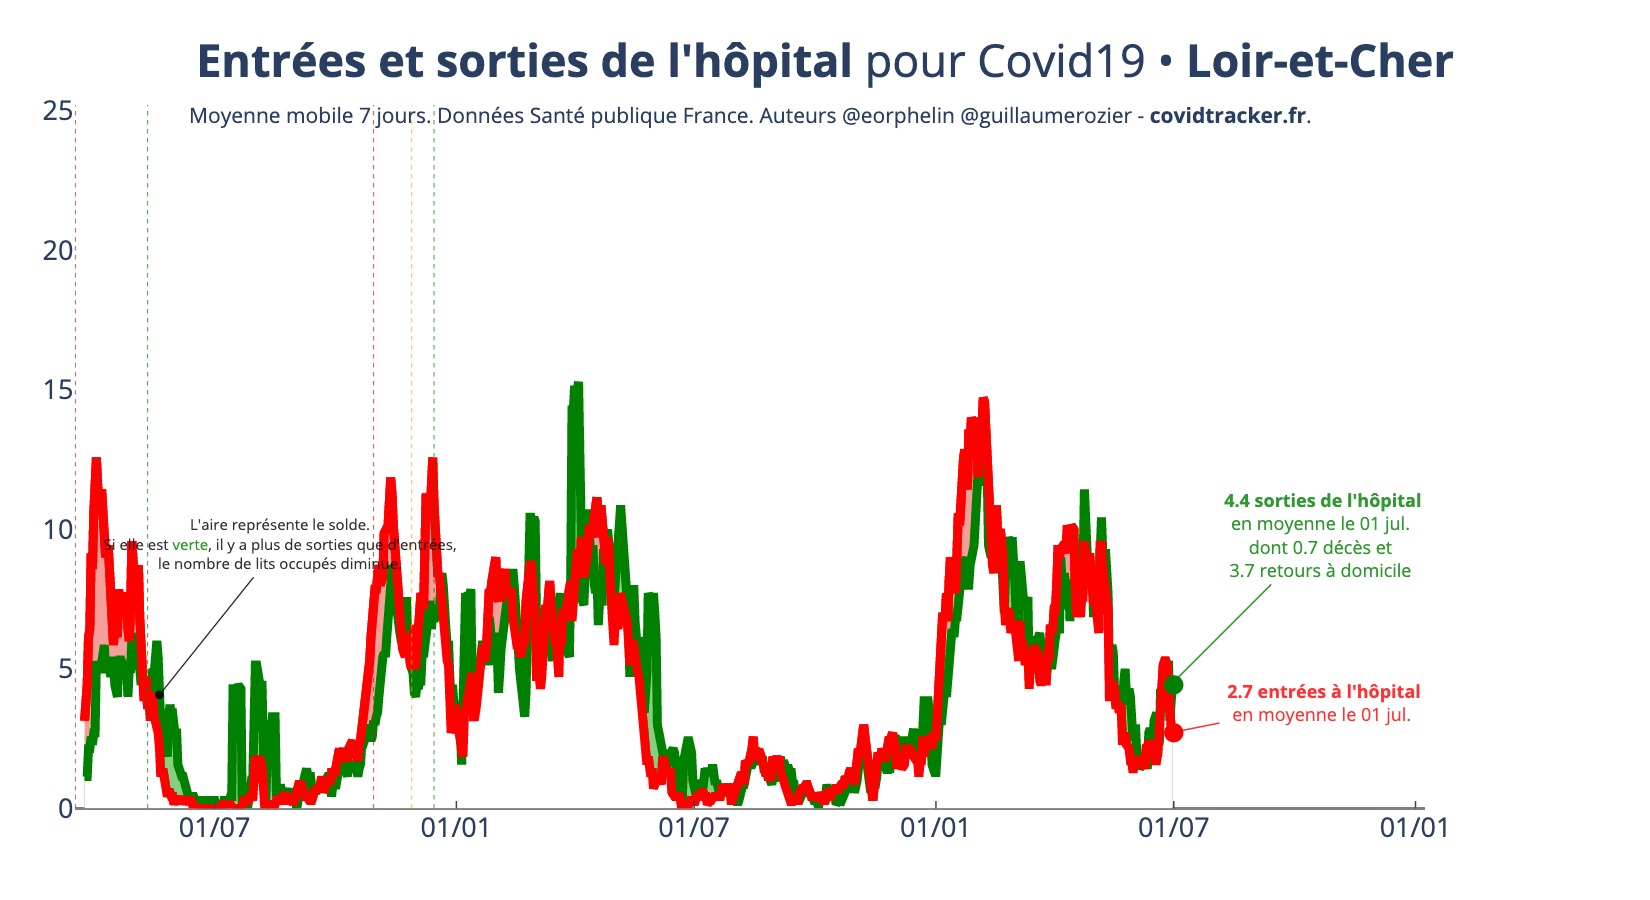 Entrées et sorties de l'hôpital pour Covid19 • Loir-et-Cher
Moyenne mobile 7 jours. Données Santé publique France. Auteurs @eorphelin @guillaumerozier - covidtracker.fr.
25
20
15
10
5
0
L'aire représente le solde.
Si elle est verte, il y a plus de sorties que d'entrées,
le nombre de lits occupés diminue.
4.4 sorties de l'hôpital
en moyenne le 01 jul.
dont 0.7 décès et
3.7 retours à domicile
2.7 entrées à l'hôpital
en moyenne le 01 jul.
01/07 01/01 01/07 01/01 01/07 01/01